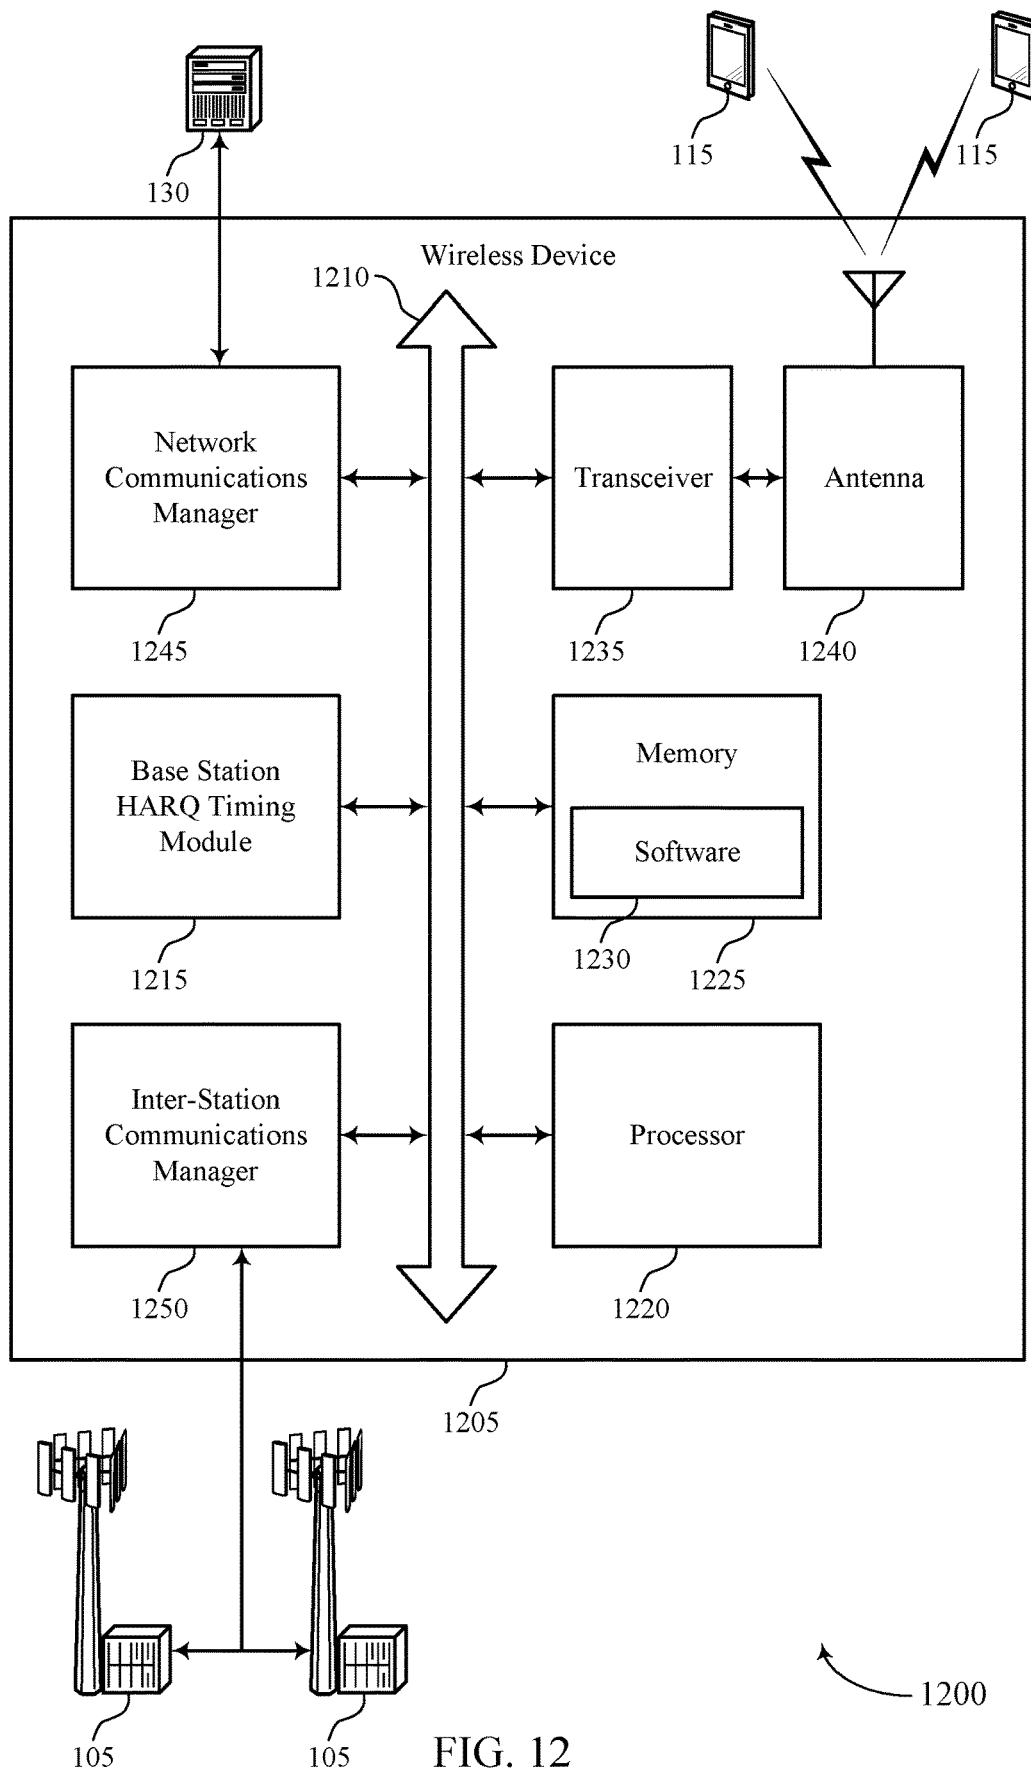 130
115
115
Wireless Device
1210
Network
Communications
Manager
Transceiver
Antenna
1245
1235
1240
Base Station
HARQ Timing
Module
Memory
Software
1230
1215
1225
Inter-Station
Communications
Manager
Processor
1250
1220
1205
105
105
1200
FIG. 12